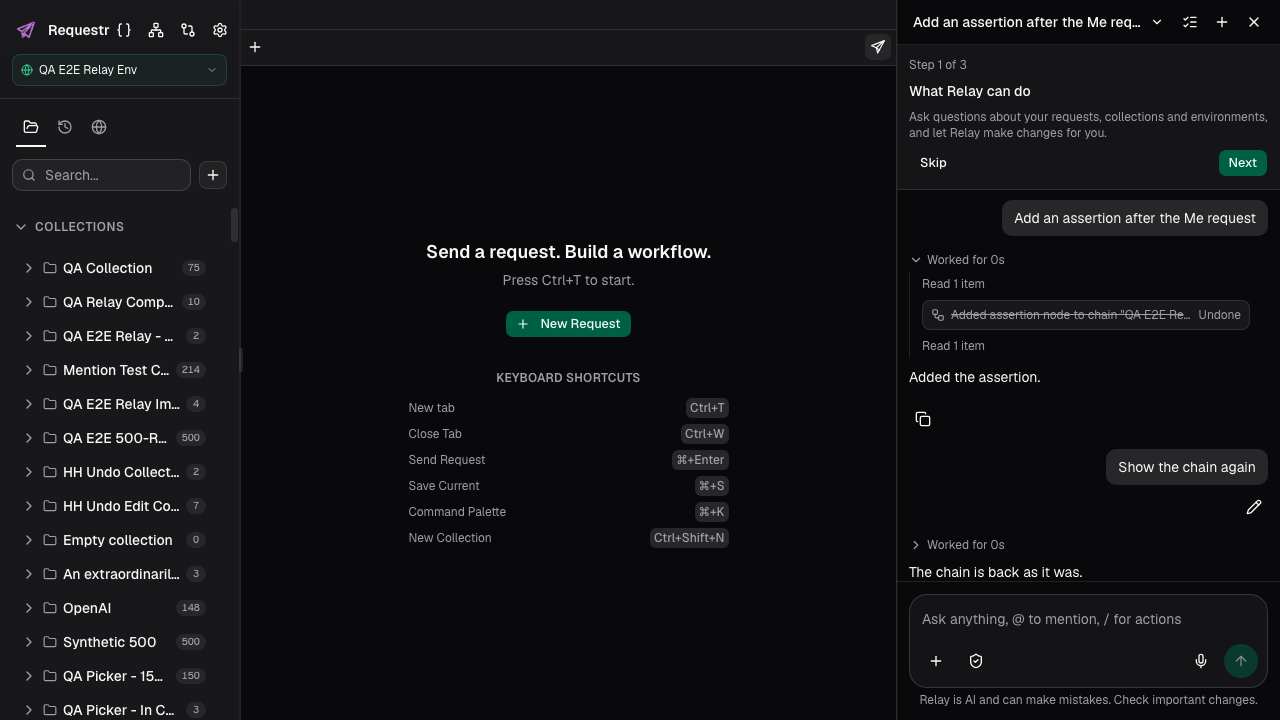 Requestr
QA E2E Relay Env
Search...
COLLECTIONS
QA Collection 75
QA Relay Comp... 10
QA E2E Relay - ... 2
Mention Test C... 214
QA E2E Relay Im... 4
QA E2E 500-R... 500
HH Undo Collect... 2
HH Undo Edit Co... 7
Empty collection 0
An extraordinaril... 3
OpenAI 148
Synthetic 500 500
QA Picker - 15... 150
QA Picker - In C... 3
Send a request. Build a workflow.
Press Ctrl+T to start.
New Request
KEYBOARD SHORTCUTS
New tab Ctrl+T
Close Tab Ctrl+W
Send Request ⌘+Enter
Save Current ⌘+S
Command Palette ⌘+K
New Collection Ctrl+Shift+N
Add an assertion after the Me req...
Step 1 of 3
What Relay can do
Ask questions about your requests, collections and environments,
and let Relay make changes for you.
Skip Next
Add an assertion after the Me request
Worked for 0s
Read 1 item
Added assertion node to chain "QA E2E Re... Undone
Read 1 item
Added the assertion.
Show the chain again
Worked for 0s
The chain is back as it was.
Ask anything, @ to mention, / for actions
Relay is AI and can make mistakes. Check important changes.